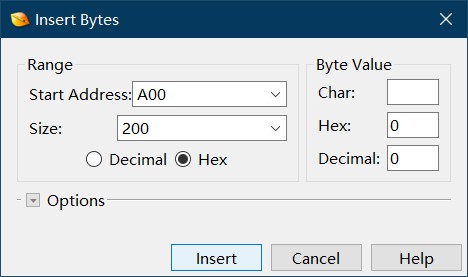 Insert Bytes
Range
Start Address: A00
Size: 200
Decimal Hex
Byte Value
Char:
Hex: 0
Decimal: 0
Options
Insert Cancel Help